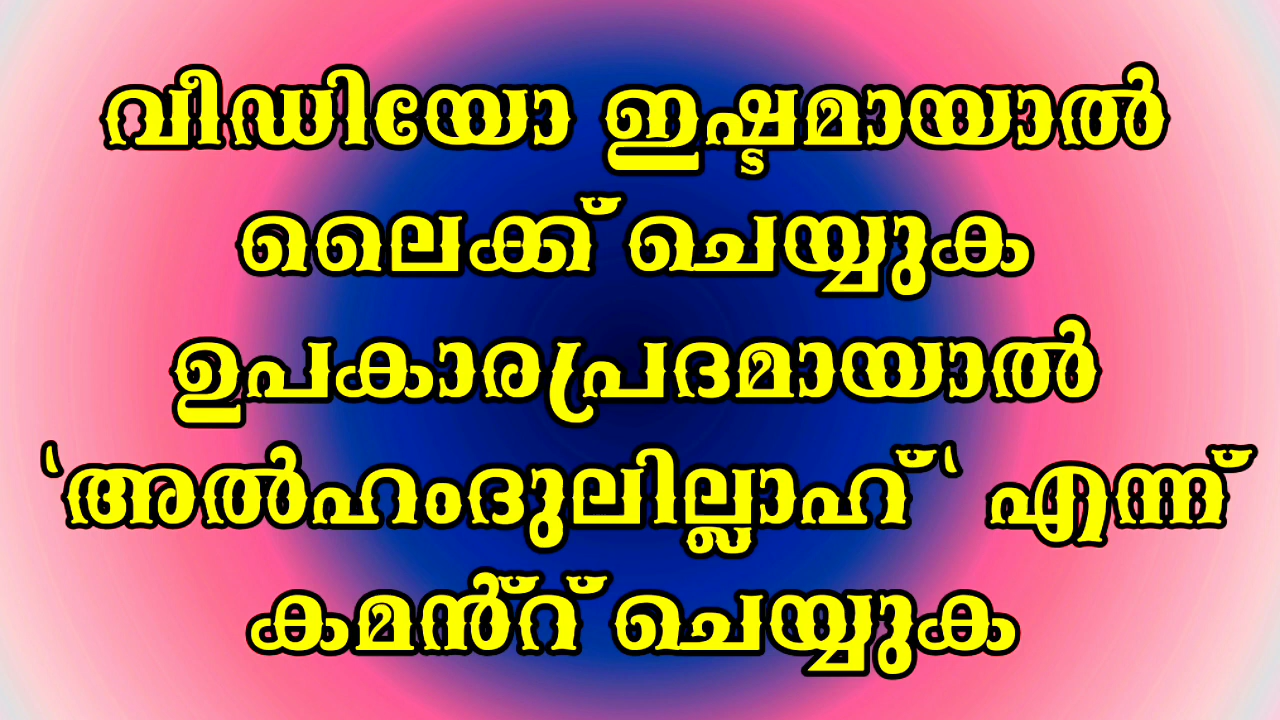 വീഡിയോ ഇഷ്ടമായാൽ
ലൈക്ക് ചെയ്യുക
ഉപകാരപ്രദമായാൽ
‛അൽഹംദുലില്ലാഹ്‛ എന്ന്
കമൻ്റ് ചെയ്യുക